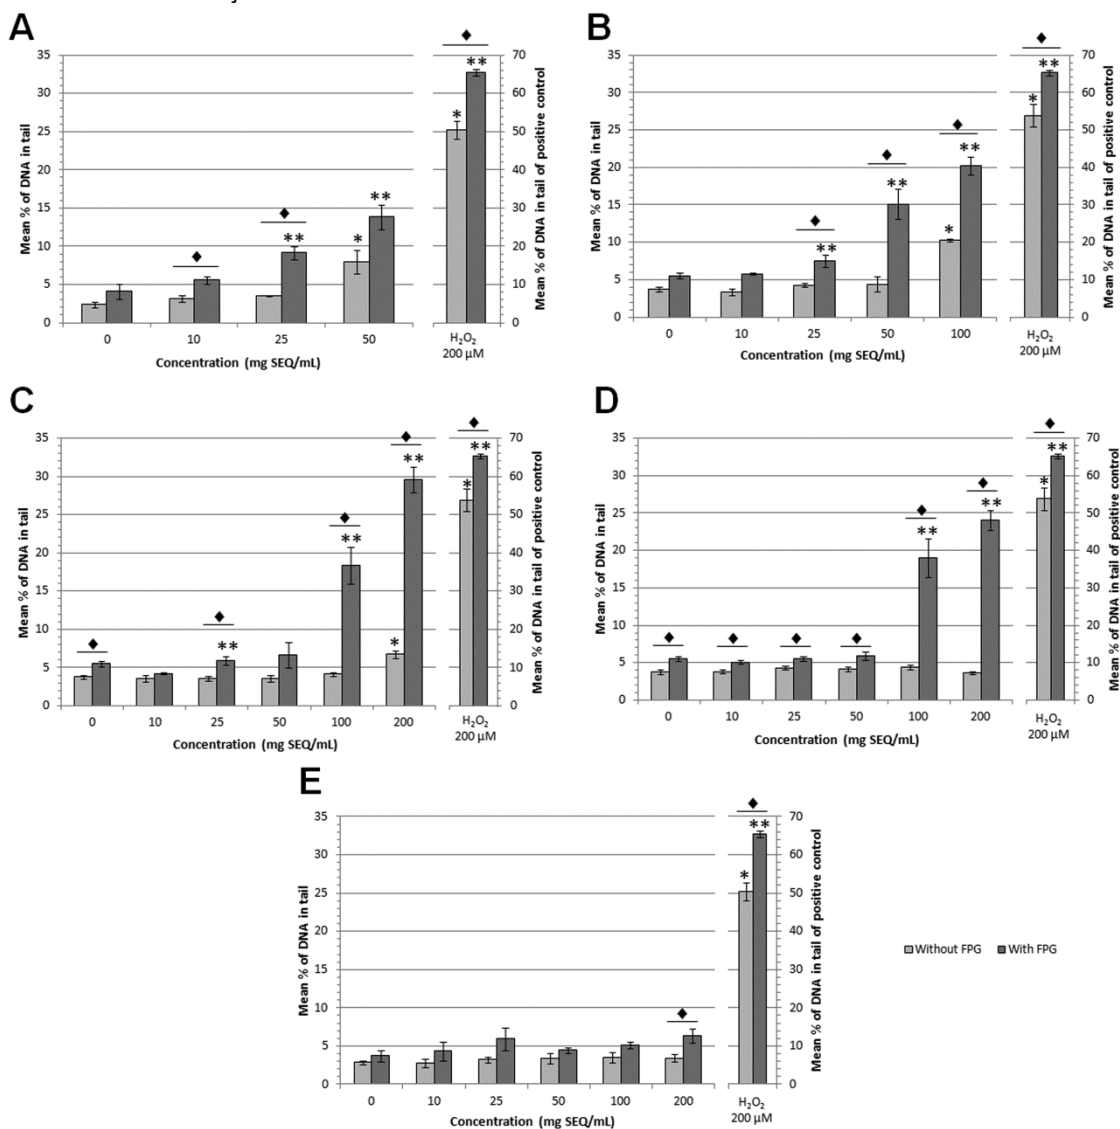 A
Mean % of DNA in tail
35
30
25
20
15
10
5
0
◆ ◆ ◆
** ** * ** * **
0 10 25 50
Concentration (mg SEQ/mL)
H₂O₂
200 µM
70
60
50
40
30
20
10
0
Mean % of DNA in tail of positive control
B
Mean % of DNA in tail
35
30
25
20
15
10
5
0
0 10 25 50 100
Concentration (mg SEQ/mL)
H₂O₂
200 µM
70
60
50
40
30
20
10
0
Mean % of DNA in tail of positive control
C
Mean % of DNA in tail
35
30
25
20
15
10
5
0
0 10 25 50 100 200
Concentration (mg SEQ/mL)
H₂O₂
200 µM
70
60
50
40
30
20
10
0
Mean % of DNA in tail of positive control
D
Mean % of DNA in tail
35
30
25
20
15
10
5
0
0 10 25 50 100 200
Concentration (mg SEQ/mL)
H₂O₂
200 µM
70
60
50
40
30
20
10
0
Mean % of DNA in tail of positive control
E
Mean % of DNA in tail
35
30
25
20
15
10
5
0
0 10 25 50 100 200
Concentration (mg SEQ/mL)
H₂O₂
200 µM
70
60
50
40
30
20
10
0
Mean % of DNA in tail of positive control
Without FPG With FPG